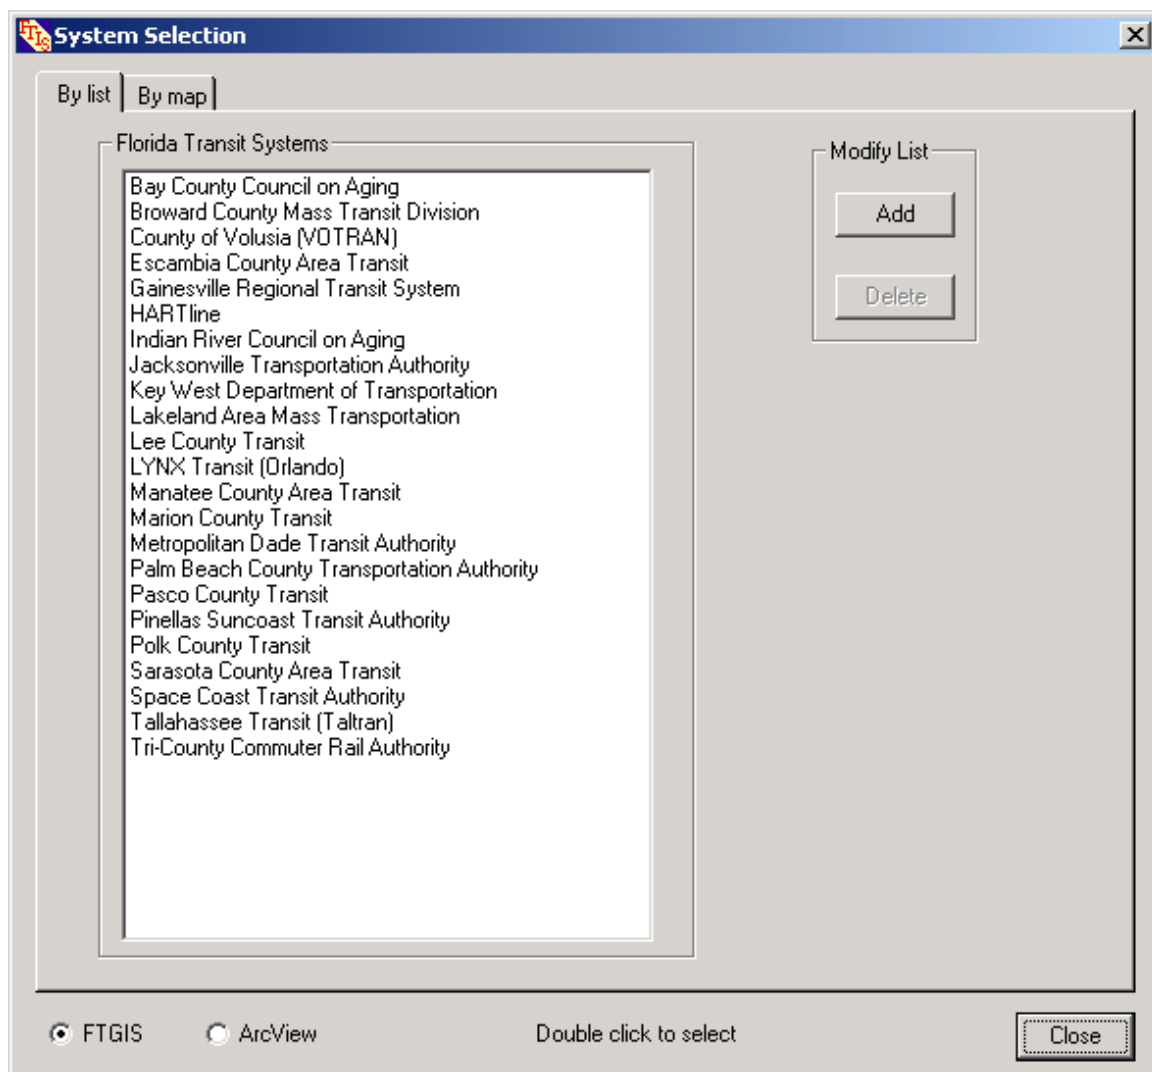 FTIS System Selection
By list By map
Florida Transit Systems
Bay County Council on Aging
Broward County Mass Transit Division
County of Volusia (VOTRAN)
Escambia County Area Transit
Gainesville Regional Transit System
HARTline
Indian River Council on Aging
Jacksonville Transportation Authority
Key West Department of Transportation
Lakeland Area Mass Transportation
Lee County Transit
LYNX Transit (Orlando)
Manatee County Area Transit
Marion County Transit
Metropolitan Dade Transit Authority
Palm Beach County Transportation Authority
Pasco County Transit
Pinellas Suncoast Transit Authority
Polk County Transit
Sarasota County Area Transit
Space Coast Transit Authority
Tallahassee Transit (Taltran)
Tri-County Commuter Rail Authority
Modify List
Add
Delete
FTGIS ArcView Double click to select Close